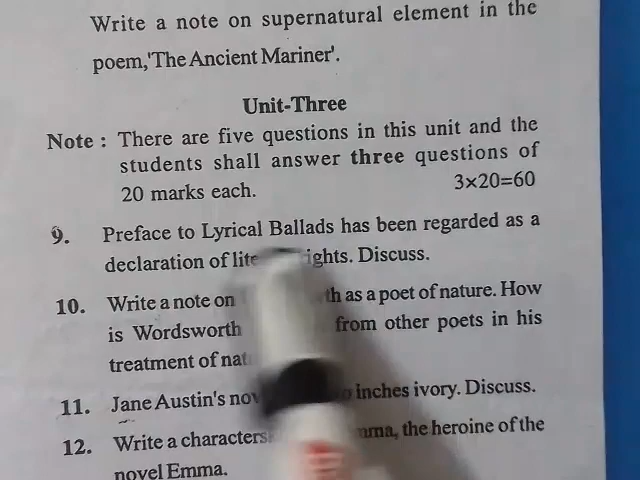 Write a note on supernatural element in the
poem,'The Ancient Mariner'.
Unit-Three
Note : There are five questions in this unit and the
students shall answer three questions of
20 marks each. 3×20=60
9. Preface to Lyrical Ballads has been regarded as a
declaration of lite ights. Discuss.
10. Write a note on th as a poet of nature. How
is Wordsworth from other poets in his
treatment of nat
11. Jane Austin's nov inches ivory. Discuss.
12. Write a characters mma, the heroine of the
novel Emma.